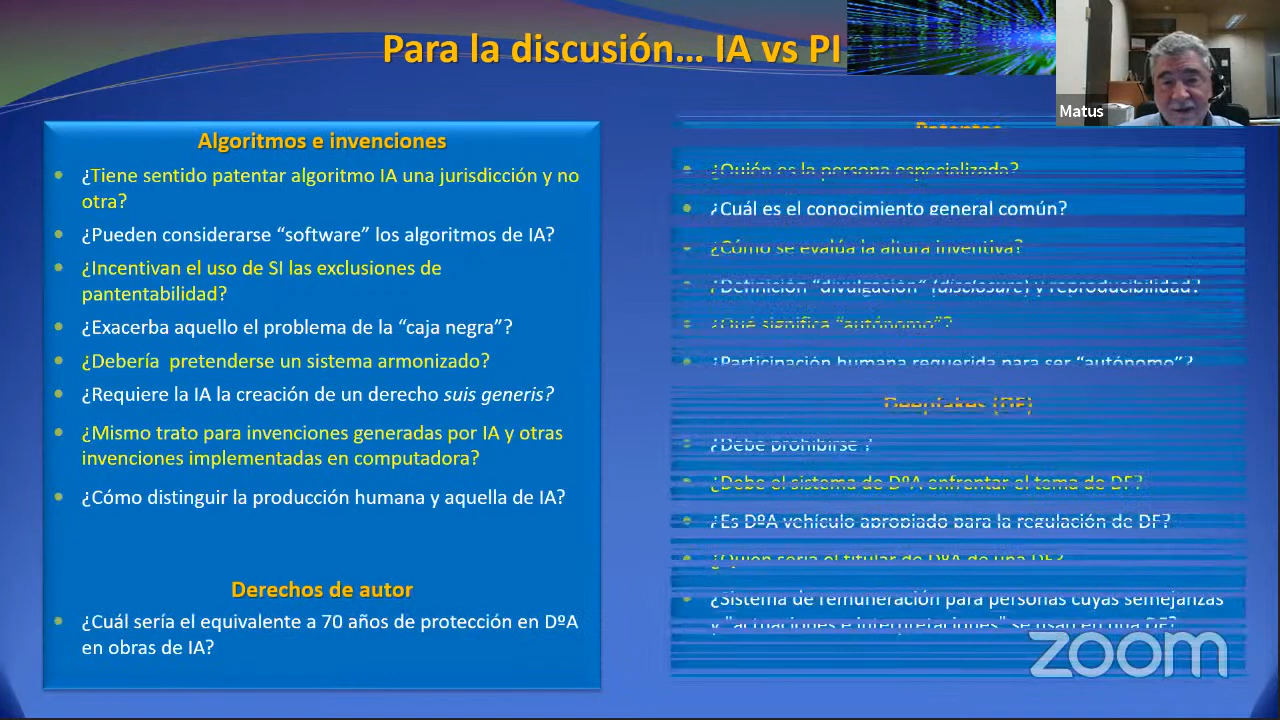 Para la discusión... IA vs PI
Matus
Algoritmos e invenciones
¿Tiene sentido patentar algoritmo IA una jurisdicción y no
otra?
¿Pueden considerarse “software” los algoritmos de IA?
¿Incentivan el uso de SI las exclusiones de
pantentabilidad?
¿Exacerba aquello el problema de la “caja negra”?
¿Debería pretenderse un sistema armonizado?
¿Requiere la IA la creación de un derecho suis generis?
¿Mismo trato para invenciones generadas por IA y otras
invenciones implementadas en computadora?
¿Cómo distinguir la producción humana y aquella de IA?
Derechos de autor
¿Cuál sería el equivalente a 70 años de protección en DºA
en obras de IA?
Patentes
¿Quién es la persona especializada?
¿Cuál es el conocimiento general común?
¿Cómo se evalúa la altura inventiva?
¿Definición “divulgación” (disclosure) y reproducibilidad?
¿Qué significa “autónomo”?
¿Participación humana requerida para ser “autónomo”?
Deepfakes (DF)
¿Debe prohibirse ?
¿Debe el sistema de DºA enfrentar el tema de DF?
¿Es DºA vehículo apropiado para la regulación de DF?
¿Quién sería el titular de DºA de una DF?
¿Sistema de remuneración para personas cuyas semejanzas
y "actuaciones e interpretaciones" se usan en una DF?
zoom